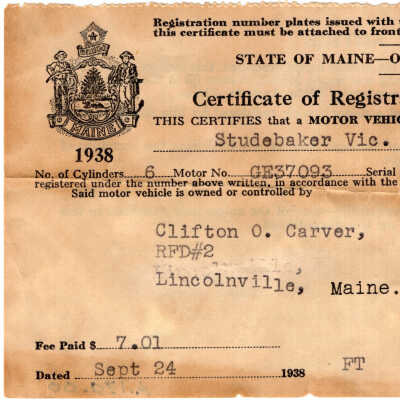 Registration number plates issued with
this certificate must be attached to front
STATE OF MAINE—O
Certificate of Registra
MAINE
THIS CERTIFIES that a MOTOR VEHIC
1938
Studebaker Vic.
No. of Cylinders 6 Motor No. GE37093 Serial
registered under the number above written, in accordance with the
Said motor vehicle is owned or controlled by
Clifton O. Carver,
RFD#2
Lincolnville, Maine.
Fee Paid $ 7.01
Dated Sept 24 1938 FT